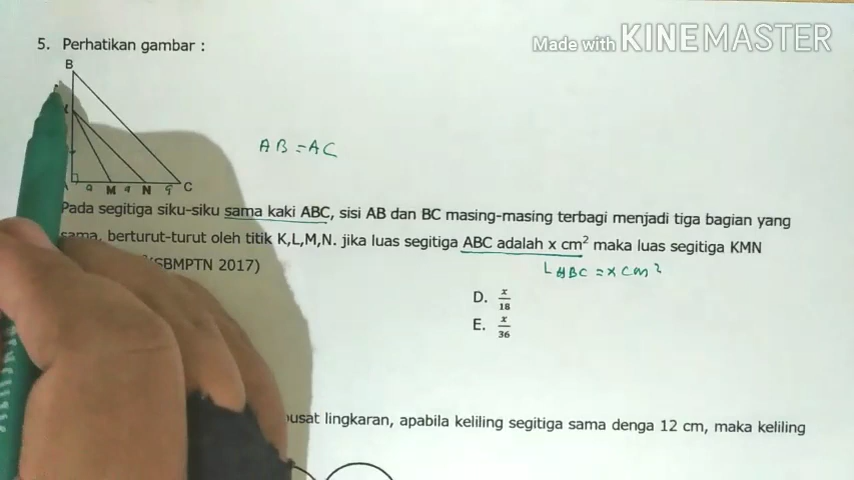 Made with KINEMASTER
5. Perhatikan gambar :
B
AB = AC
a M a N a C
Pada segitiga siku-siku sama kaki ABC, sisi AB dan BC masing-masing terbagi menjadi tiga bagian yang
sama, berturut-turut oleh titik K,L,M,N. jika luas segitiga ABC adalah x cm² maka luas segitiga KMN
(SBMPTN 2017)
L ABC = x cm²
D. x/18
E. x/36
pusat lingkaran, apabila keliling segitiga sama denga 12 cm, maka keliling